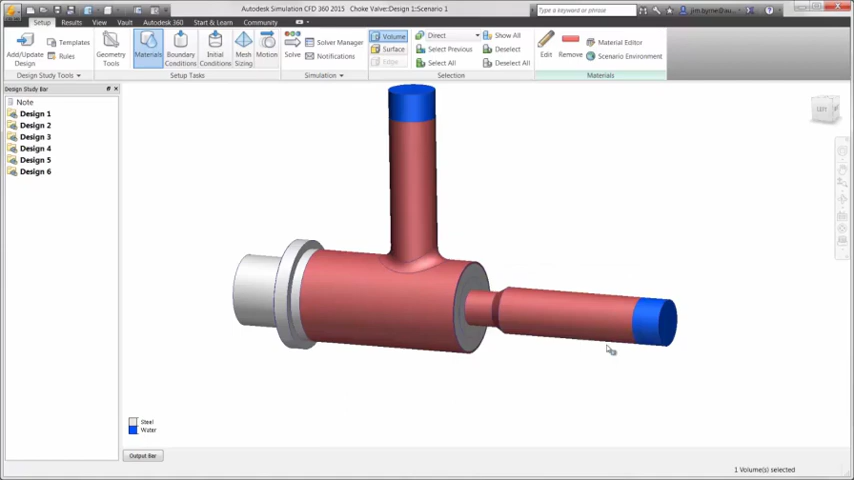 Autodesk Simulation CFD 360 2015   Choke Valve:Design 1:Scenario 1
Type a keyword or phrase
jim.byrne@au...
Setup Results View Vault Autodesk 360 Start & Learn Community
Add/Update Design
Templates
Rules
Geometry Tools
Materials
Boundary Conditions
Initial Conditions
Mesh Sizing
Motion
Solve
Solver Manager
Notifications
Volume
Surface
Edge
Direct
Select Previous
Select All
Show All
Deselect
Deselect All
Edit
Remove
Material Editor
Scenario Environment
Design Study Tools
Setup Tasks
Simulation
Selection
Materials
Design Study Bar
Note
Design 1
Design 2
Design 3
Design 4
Design 5
Design 6
LEFT
Steel
Water
Output Bar
1 Volume(s) selected